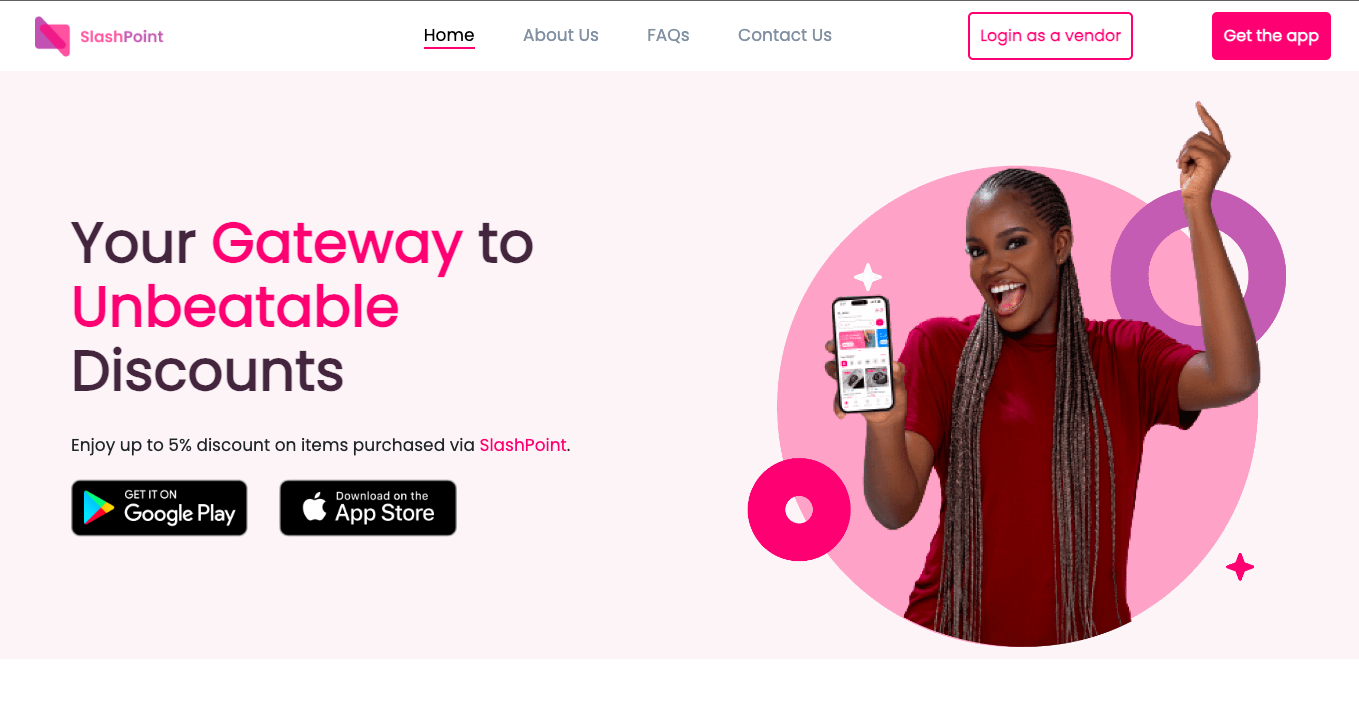 SlashPoint
Home
About Us
FAQs
Contact Us
Login as a vendor
Get the app
Your Gateway to
Unbeatable
Discounts
Enjoy up to 5% discount on items purchased via SlashPoint.
GET IT ON
Google Play
Download on the
App Store